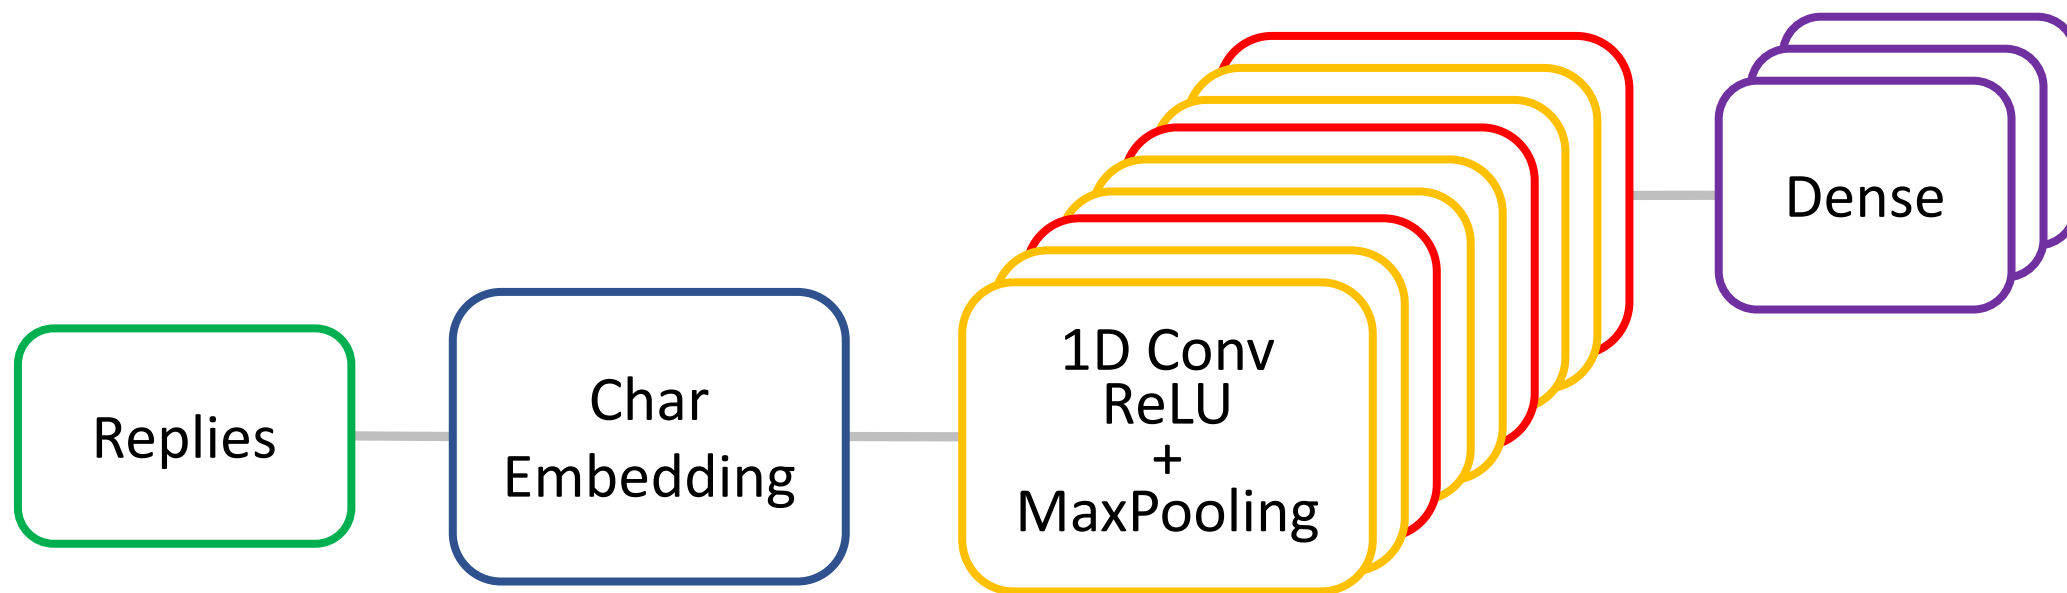 Replies
Char
Embedding
1D Conv
ReLU
+
MaxPooling
Dense